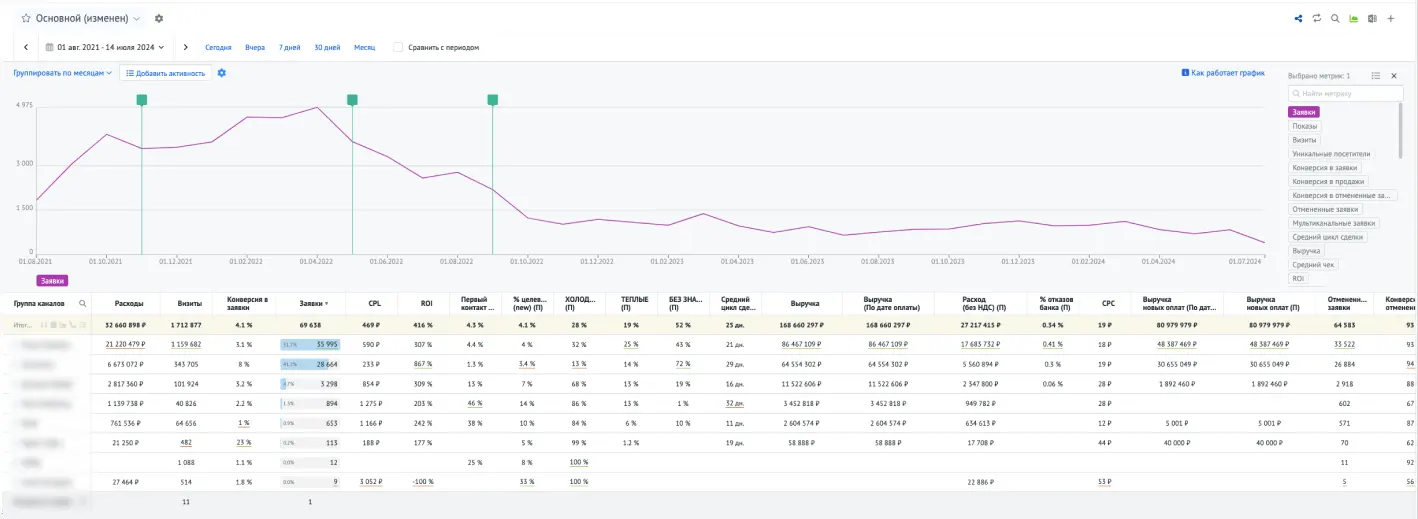 Основной (изменен)
01 авг. 2021 - 14 июля 2024 Сегодня Вчера 7 дней 30 дней Месяц Сравнить с периодом
Группировать по месяцам Добавить активность Как работает график Выбрано метрик: 1
Найти метрику
4 975
3 000
1 500
0
01.08.2021 01.10.2021 01.12.2021 01.02.2022 01.04.2022 01.06.2022 01.08.2022 01.10.2022 01.12.2022 01.02.2023 01.04.2023 01.06.2023 01.08.2023 01.10.2023 01.12.2023 01.02.2024 01.04.2024 01.07.2024
Заявки
Заявки
Показы
Визиты
Уникальные посетители
Конверсия в заявки
Конверсия в продажи
Конверсия в отмененные за...
Отмененные заявки
Мультиканальные заявки
Средний цикл сделки
Выручка
Средний чек
ROI
Группа каналов Расходы Визиты Конверсия в заявки Заявки CPL ROI Первый контакт ... % целев... (new) (П) ХОЛОД... (П) ТЕПЛЫЕ (П) БЕЗ ЗНА... (П) Средний цикл сде... Выручка Выручка (По дате оплаты) Расход (без НДС) (П) % отказов банка (П) CPC Выручка новых оплат (По дат... Выручка новых оплат (П) Отменен... заявки Конверс отменен
Итог... 32 660 898 ₽ 1 712 877 4.1 % 69 638 469 ₽ 416 % 4.3 % 4.1 % 28 % 19 % 52 % 25 дн. 168 660 297 ₽ 168 660 297 ₽ 27 217 415 ₽ 0.34 % 19 ₽ 80 979 979 ₽ 80 979 979 ₽ 64 583 93
21 220 479 ₽ 1 159 682 3.1 % 51.7% 35 995 590 ₽ 307 % 4.4 % 4 % 32 % 25 % 43 % 21 дн. 86 467 109 ₽ 86 467 109 ₽ 17 683 732 ₽ 0.41 % 18 ₽ 48 387 469 ₽ 48 387 469 ₽ 33 522 93
6 673 072 ₽ 343 705 8 % 41.2% 28 664 233 ₽ 867 % 1.3 % 3.4 % 13 % 14 % 72 % 29 дн. 64 554 302 ₽ 64 554 302 ₽ 5 560 894 ₽ 0.3 % 19 ₽ 30 655 049 ₽ 30 655 049 ₽ 26 884 94
2 817 360 ₽ 101 924 3.2 % 4.7% 3 298 854 ₽ 309 % 13 % 7 % 68 % 13 % 19 % 16 дн. 11 522 606 ₽ 11 522 606 ₽ 2 347 800 ₽ 0.06 % 28 ₽ 1 892 460 ₽ 1 892 460 ₽ 2 918 88
1 139 738 ₽ 40 826 2.2 % 1.3% 894 1 275 ₽ 203 % 46 % 14 % 86 % 13 % 1 % 32 дн. 3 452 818 ₽ 3 452 818 ₽ 949 782 ₽ 28 ₽ 602 67
761 536 ₽ 64 656 1 % 0.9% 653 1 166 ₽ 242 % 38 % 10 % 84 % 6 % 10 % 11 дн. 2 604 574 ₽ 2 604 574 ₽ 634 613 ₽ 12 ₽ 5 001 ₽ 5 001 ₽ 571 87
21 250 ₽ 482 23 % 0.2% 113 188 ₽ 177 % 5 % 99 % 1.2 % 19 дн. 58 888 ₽ 58 888 ₽ 17 708 ₽ 44 ₽ 40 000 ₽ 40 000 ₽ 70 62
1 088 1.1 % 0.0% 12 25 % 8 % 100 % 11 92
27 464 ₽ 514 1.8 % 0.0% 9 3 052 ₽ -100 % 33 % 100 % 22 886 ₽ 53 ₽ 5 56
11 1